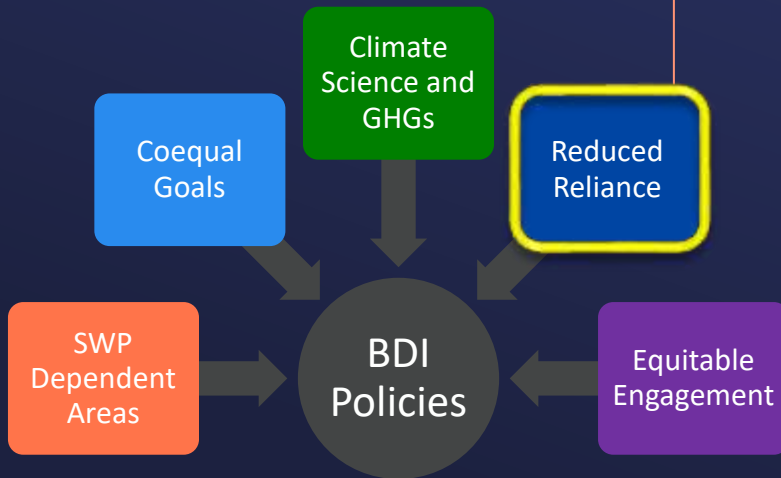 Climate
Science and
GHGs
Coequal
Goals
Reduced
Reliance
SWP
Dependent
Areas
BDI
Policies
Equitable
Engagement